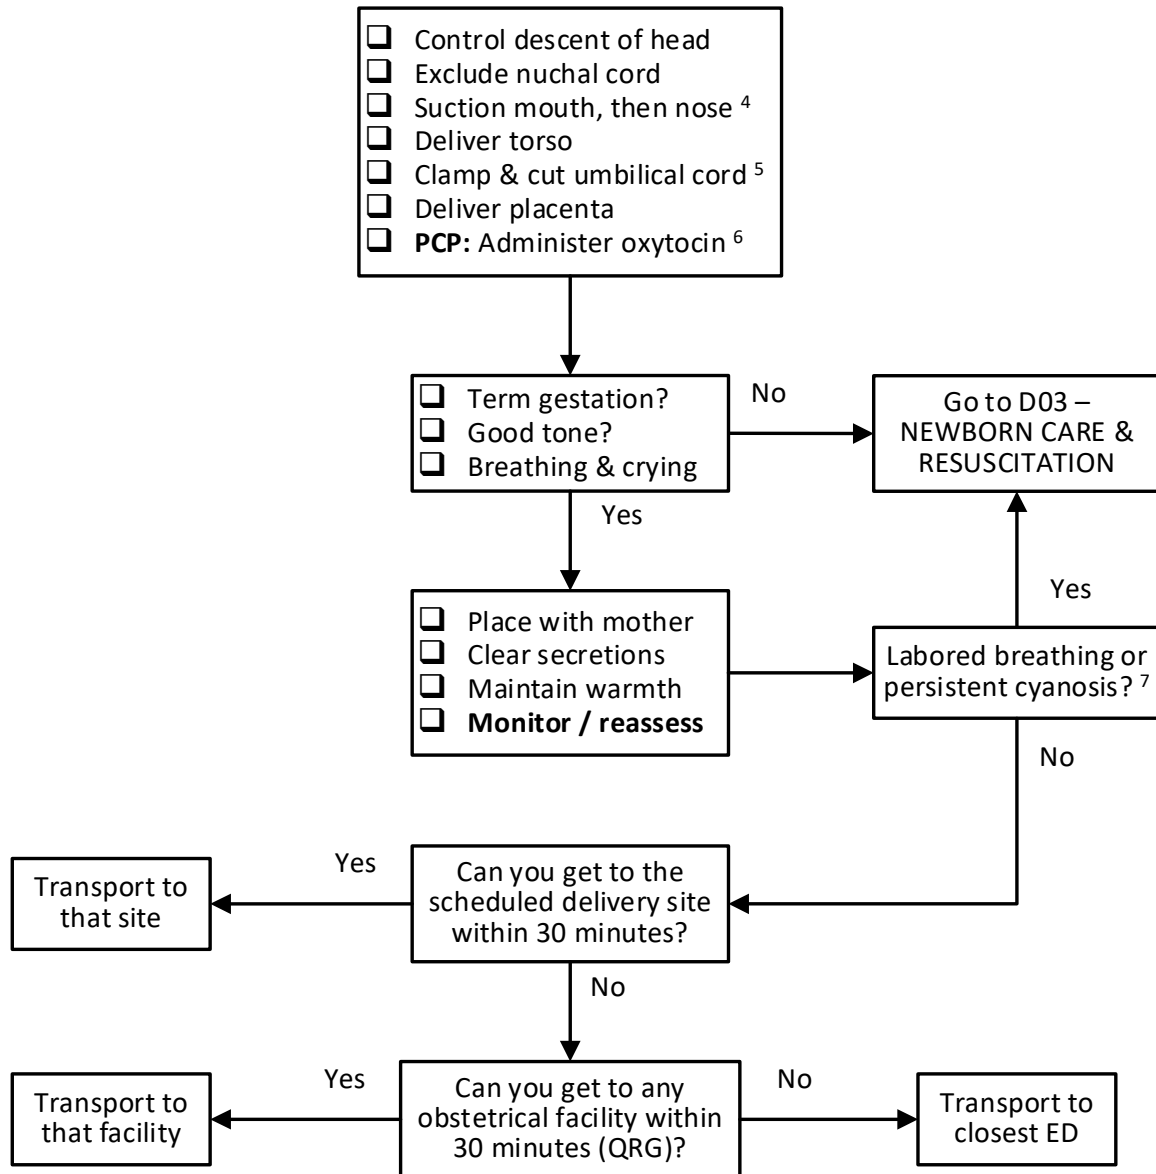 ❑ Control descent of head
❑ Exclude nuchal cord
❑ Suction mouth, then nose ⁴
❑ Deliver torso
❑ Clamp & cut umbilical cord ⁵
❑ Deliver placenta
❑ PCP: Administer oxytocin ⁶
❑ Term gestation?
❑ Good tone?
❑ Breathing & crying
No
Go to D03 –
NEWBORN CARE &
RESUSCITATION
Yes
Yes
❑ Place with mother
❑ Clear secretions
❑ Maintain warmth
❑ Monitor / reassess
Labored breathing or
persistent cyanosis? ⁷
No
Yes
Transport to
that site
Can you get to the
scheduled delivery site
within 30 minutes?
No
Yes
Transport to
that facility
Can you get to any
obstetrical facility within
30 minutes (QRG)?
No
Transport to
closest ED